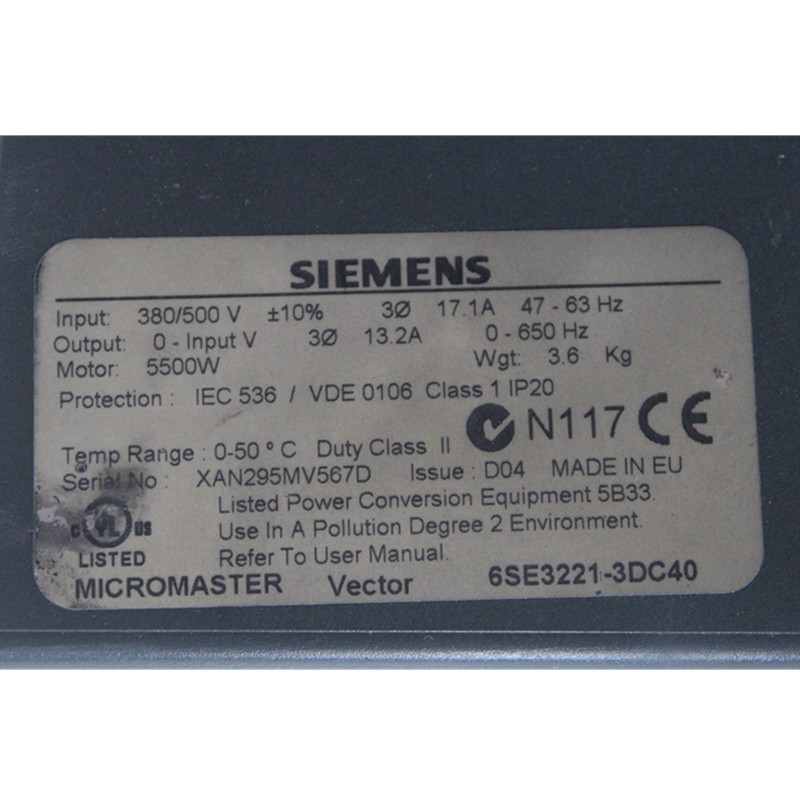 SIEMENS
Input: 380/500 V ±10% 3Ø 17.1A 47 - 63 Hz
Output: 0 - Input V 3Ø 13.2A 0 - 650 Hz
Motor: 5500W Wgt: 3.6 Kg
Protection : IEC 536 / VDE 0106 Class 1 IP20
N117 CE
Temp Range : 0-50 ° C Duty Class II
Serial No : XAN295MV567D Issue : D04 MADE IN EU
Listed Power Conversion Equipment 5B33.
c UL US Use In A Pollution Degree 2 Environment.
LISTED Refer To User Manual.
MICROMASTER Vector 6SE3221-3DC40